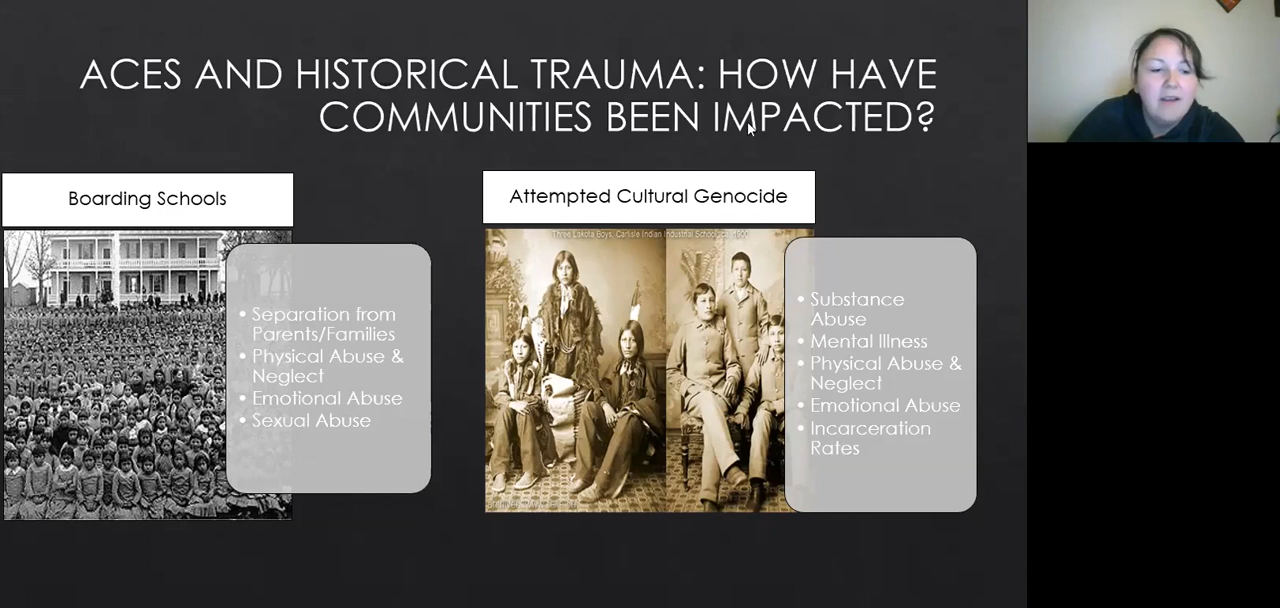 ACES AND HISTORICAL TRAUMA: HOW HAVE
COMMUNITIES BEEN IMPACTED?
Boarding Schools
• Separation from
Parents/Families
• Physical Abuse &
Neglect
• Emotional Abuse
• Sexual Abuse
Attempted Cultural Genocide
Three Lakota Boys, Carlisle Indian Industrial School, 1900
• Substance
Abuse
• Mental Illness
• Physical Abuse &
Neglect
• Emotional Abuse
• Incarceration
Rates